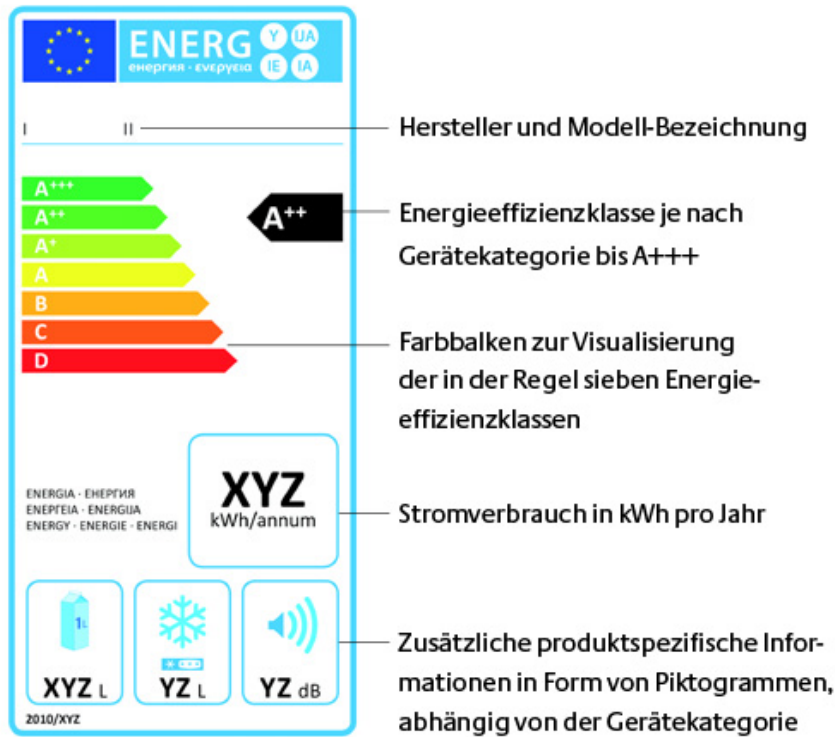 ENERG Y IJA
енергия · ενεργεια IE IA
I II
Hersteller und Modell-Bezeichnung
A+++
A++
A+
A
B
C
D
A++
Energieeffizienzklasse je nach
Gerätekategorie bis A+++
Farbbalken zur Visualisierung
der in der Regel sieben Energie-
effizienzklassen
ENERGIA · ЕНЕРГИЯ
ΕΝΕΡΓΕΙΑ · ENERGIJA
ENERGY · ENERGIE · ENERGI
XYZ
kWh/annum
Stromverbrauch in kWh pro Jahr
1L
XYZ L
YZ L
YZ dB
Zusätzliche produktspezifische Infor-
mationen in Form von Piktogrammen,
abhängig von der Gerätekategorie
2010/XYZ